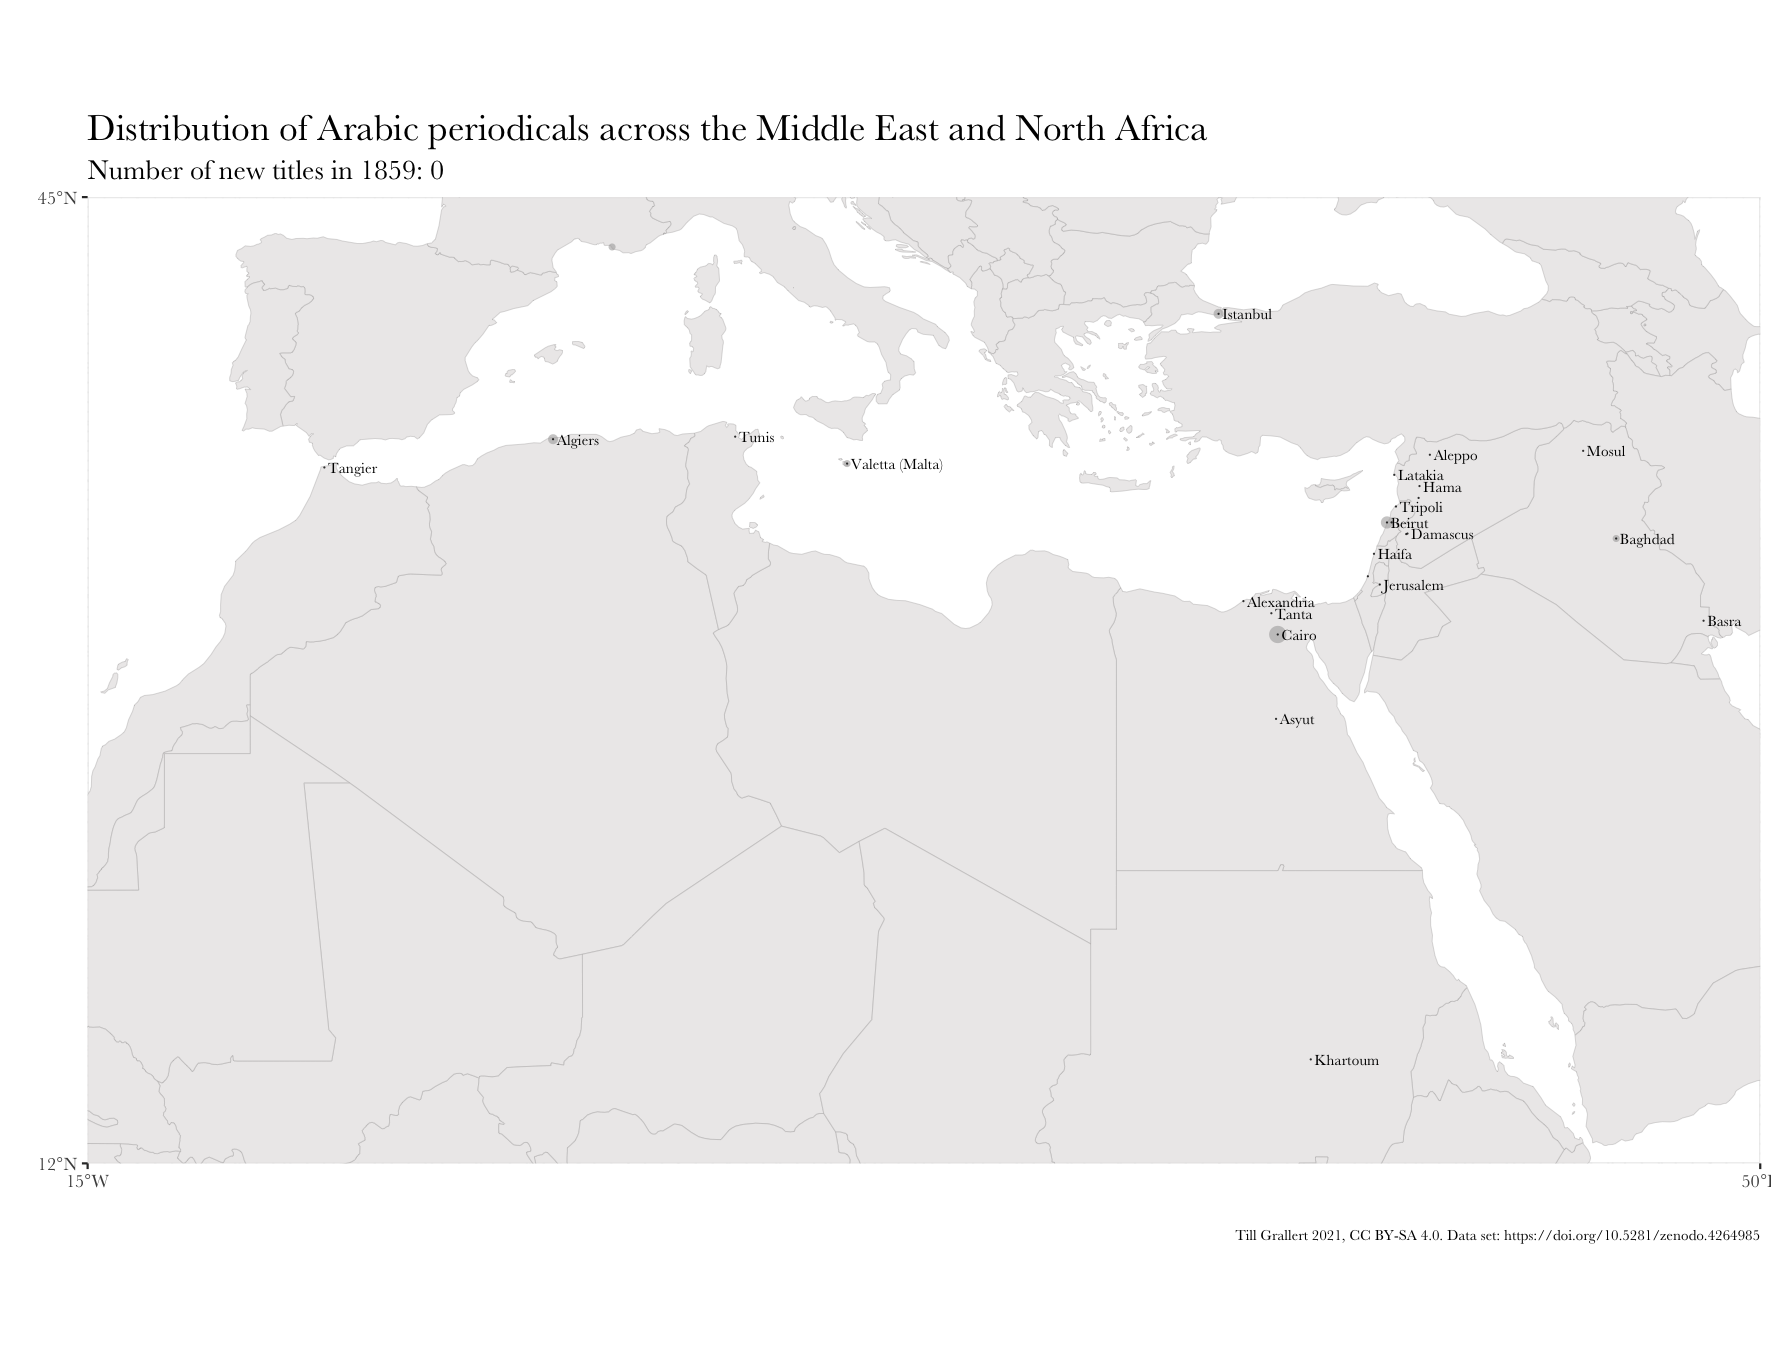 Distribution of Arabic periodicals across the Middle East and North Africa
Number of new titles in 1859: 0
45°N
Istanbul
Algiers
Tunis
Tangier
Valetta (Malta)
Aleppo
Mosul
Latakia
Hama
Tripoli
Beirut
Damascus
Baghdad
Haifa
Jerusalem
Alexandria
Tanta
Basra
Cairo
Asyut
Khartoum
12°N
15°W
50°E
Till Grallert 2021, CC BY-SA 4.0. Data set: https://doi.org/10.5281/zenodo.4264985